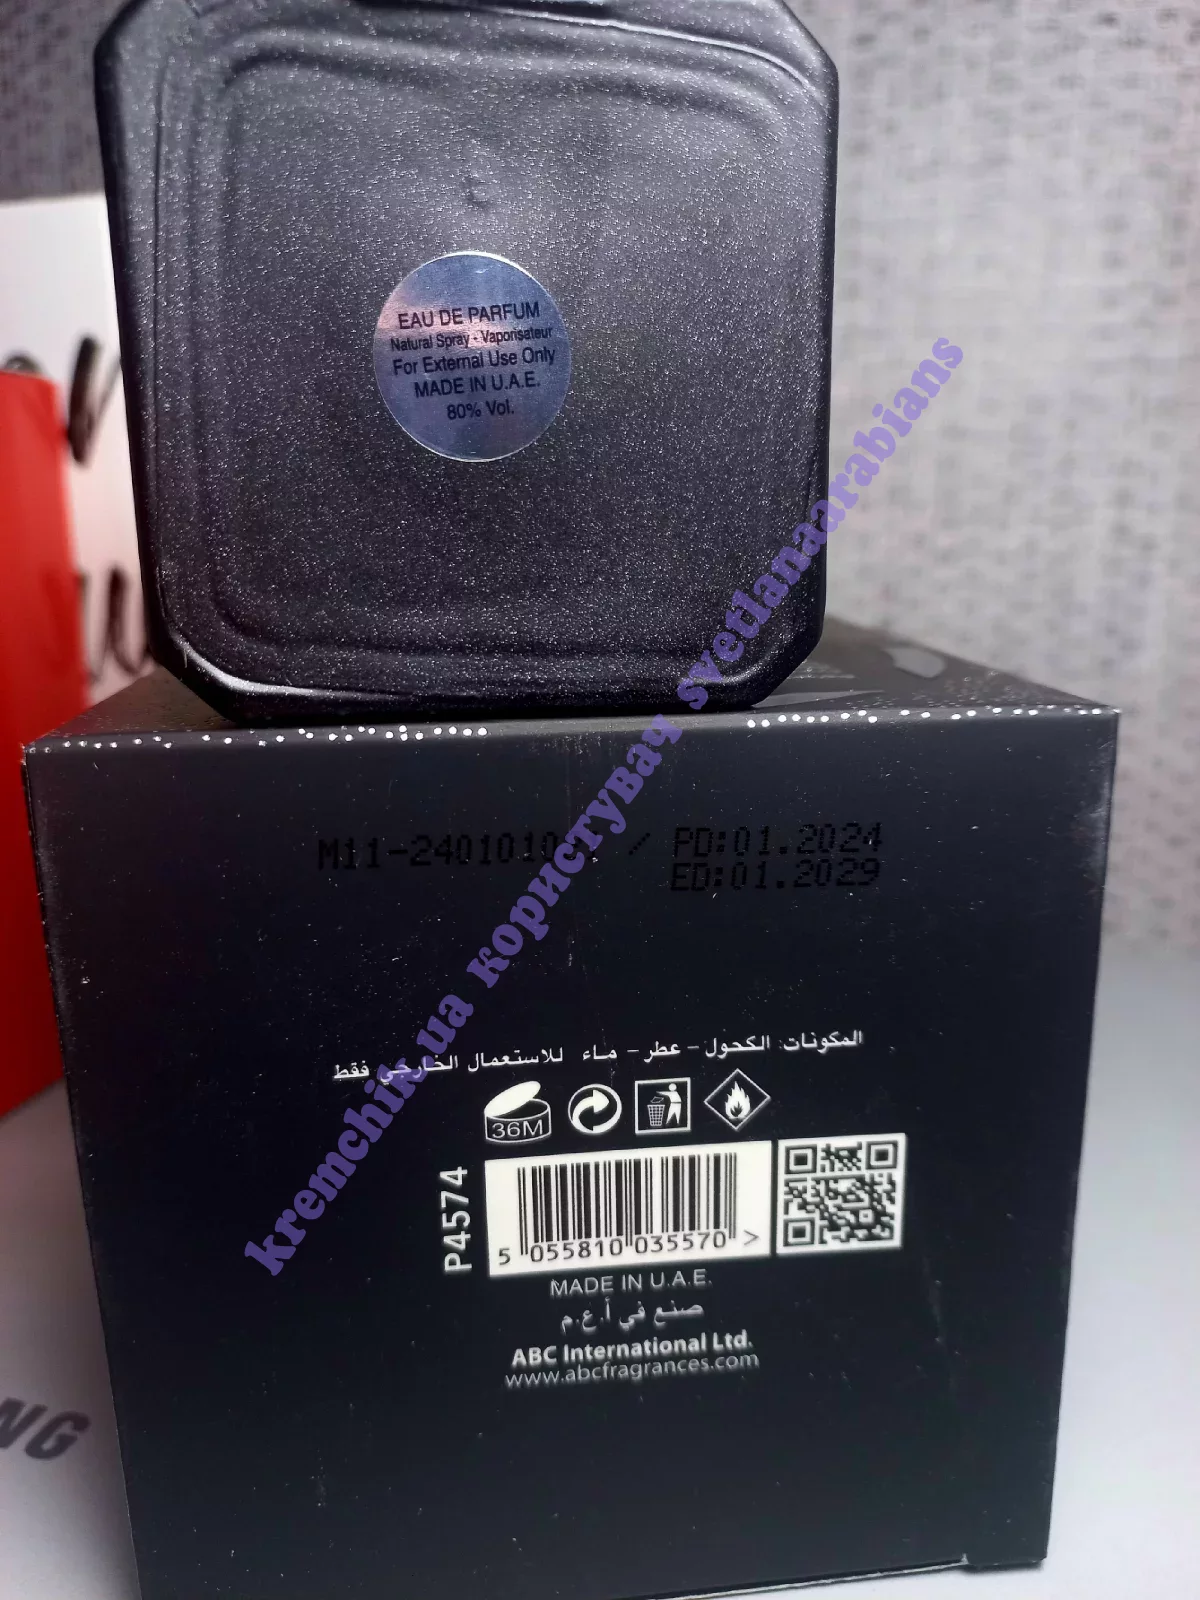 EAU DE PARFUM
Natural Spray - Vaporisateur
For External Use Only
MADE IN U.A.E.
80% Vol.
/ PD:01.2024
ED:01.2029
المكونات: الكحول - عطر - ماء للاستعمال الخارجي فقط
36M
P4574
5 055810 035570 >
MADE IN U.A.E.
صنع في أ.ع.م
ABC International Ltd.
www.abcfragrances.com
NG
kremchik.ua користувач svetlanaarabians